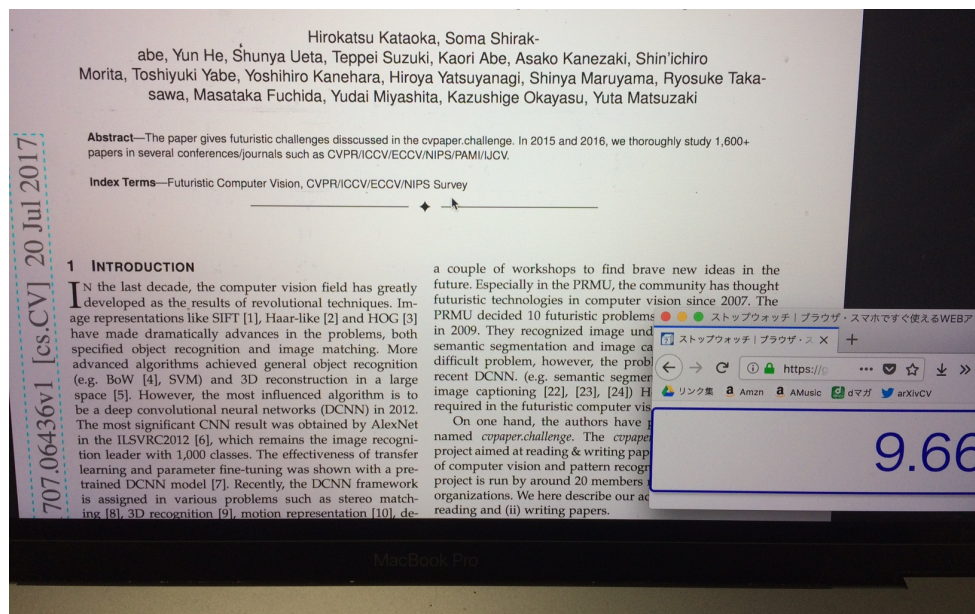 Hirokatsu Kataoka, Soma Shirak-
abe, Yun He, Shunya Ueta, Teppei Suzuki, Kaori Abe, Asako Kanezaki, Shin'ichiro
Morita, Toshiyuki Yabe, Yoshihiro Kanehara, Hiroya Yatsuyanagi, Shinya Maruyama, Ryosuke Taka-
sawa, Masataka Fuchida, Yudai Miyashita, Kazushige Okayasu, Yuta Matsuzaki
Abstract—The paper gives futuristic challenges disscussed in the cvpaper.challenge. In 2015 and 2016, we thoroughly study 1,600+
papers in several conferences/journals such as CVPR/ICCV/ECCV/NIPS/PAMI/IJCV.
Index Terms—Futuristic Computer Vision, CVPR/ICCV/ECCV/NIPS Survey
707.06436v1 [cs.CV] 20 Jul 2017
1 INTRODUCTION
IN the last decade, the computer vision field has greatly
developed as the results of revolutional techniques. Im-
age representations like SIFT [1], Haar-like [2] and HOG [3]
have made dramatically advances in the problems, both
specified object recognition and image matching. More
advanced algorithms achieved general object recognition
(e.g. BoW [4], SVM) and 3D reconstruction in a large
space [5]. However, the most influenced algorithm is to
be a deep convolutional neural networks (DCNN) in 2012.
The most significant CNN result was obtained by AlexNet
in the ILSVRC2012 [6], which remains the image recogni-
tion leader with 1,000 classes. The effectiveness of transfer
learning and parameter fine-tuning was shown with a pre-
trained DCNN model [7]. Recently, the DCNN framework
is assigned in various problems such as stereo match-
ing [8], 3D recognition [9], motion representation [10], de-
a couple of workshops to find brave new ideas in the
future. Especially in the PRMU, the community has thought
futuristic technologies in computer vision since 2007. The
PRMU decided 10 futuristic problems
in 2009. They recognized image und
semantic segmentation and image ca
difficult problem, however, the probl
recent DCNN. (e.g. semantic segmen
image captioning [22], [23], [24]) H
required in the futuristic computer vis
On one hand, the authors have p
named cvpaper.challenge. The cvpape
project aimed at reading & writing pap
of computer vision and pattern recogn
project is run by around 20 members
organizations. We here describe our ac
reading and (ii) writing papers.
ストップウォッチ | ブラウザ・スマホですぐ使えるWEBア
ストップウォッチ | ブラウザ・ス
https://g
リンク集 Amzn AMusic dマガ arXivCV
9.66
MacBook Pro